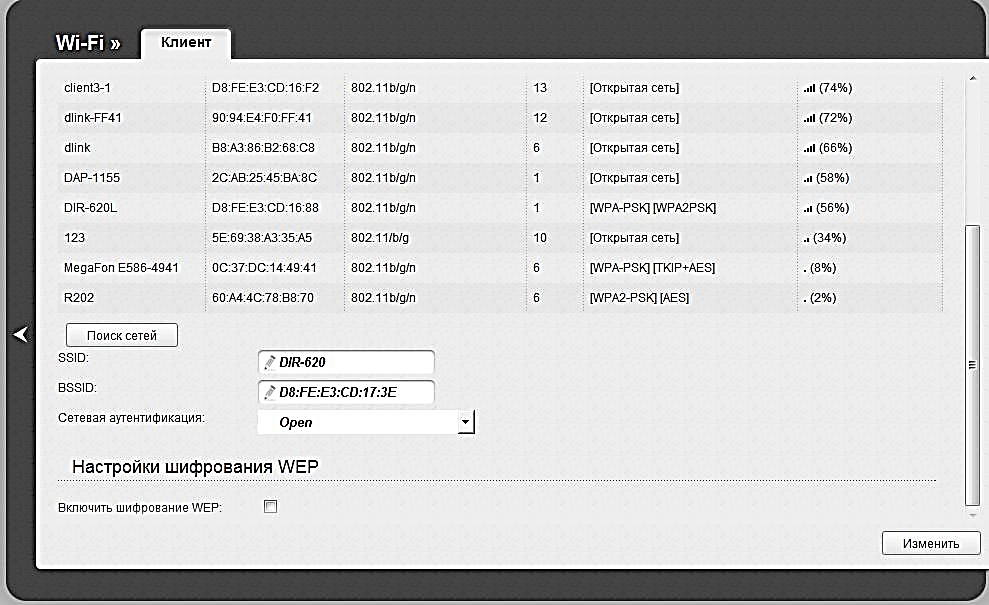 Wi-Fi » Клиент
client3-1 D8:FE:E3:CD:16:F2 802.11b/g/n 13 [Открытая сеть] (74%)
dlink-FF41 90:94:E4:F0:FF:41 802.11b/g/n 12 [Открытая сеть] (72%)
dlink B8:A3:86:B2:68:C8 802.11b/g/n 6 [Открытая сеть] (66%)
DAP-1155 2C:AB:25:45:BA:8C 802.11b/g/n 1 [Открытая сеть] (58%)
DIR-620L D8:FE:E3:CD:16:88 802.11b/g/n 1 [WPA-PSK] [WPA2PSK] (56%)
123 5E:69:38:A3:35:A5 802.11/b/g 10 [Открытая сеть] (34%)
MegaFon E586-4941 0C:37:DC:14:49:41 802.11b/g/n 6 [WPA-PSK] [TKIP+AES] (8%)
R202 60:A4:4C:78:B8:70 802.11b/g/n 6 [WPA2-PSK] [AES] (2%)
Поиск сетей
SSID: DIR-620
BSSID: D8:FE:E3:CD:17:3E
Сетевая аутентификация: Open
Настройки шифрования WEP
Включить шифрование WEP:
Изменить